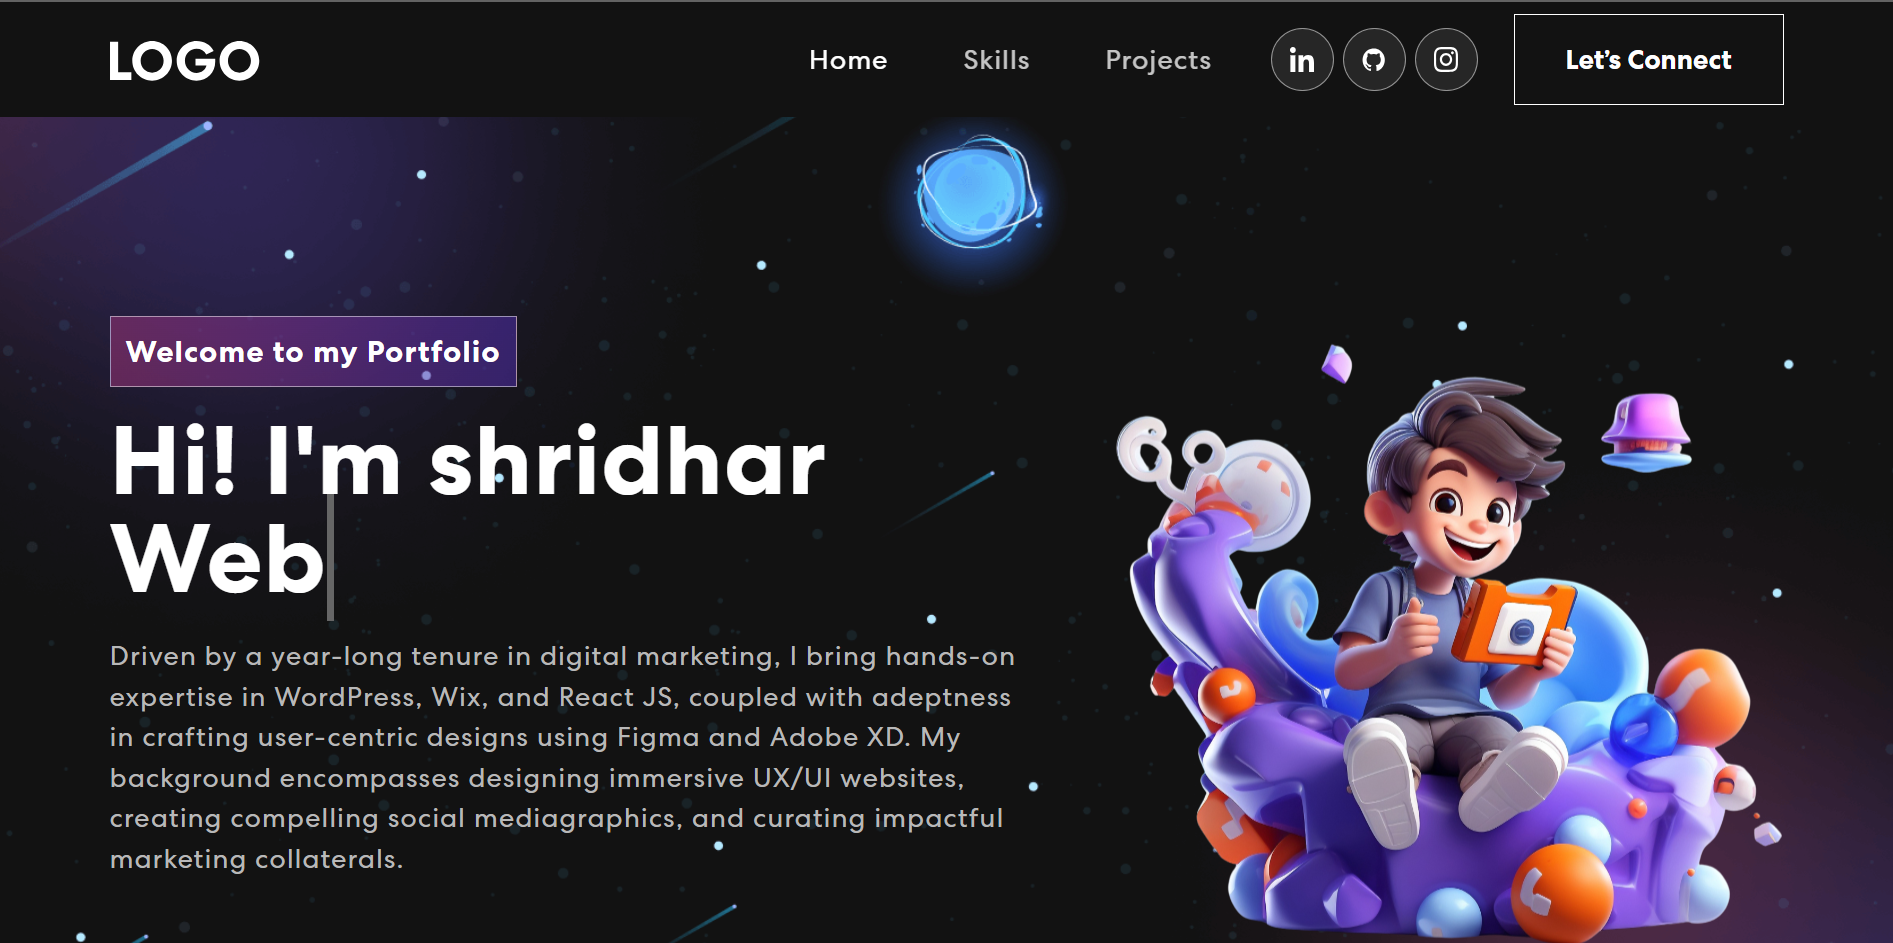 LOGO
Home
Skills
Projects
in
Let's Connect
Welcome to my Portfolio
Hi! I'm shridhar
Web
Driven by a year-long tenure in digital marketing, I bring hands-on
expertise in WordPress, Wix, and React JS, coupled with adeptness
in crafting user-centric designs using Figma and Adobe XD. My
background encompasses designing immersive UX/UI websites,
creating compelling social mediagraphics, and curating impactful
marketing collaterals.